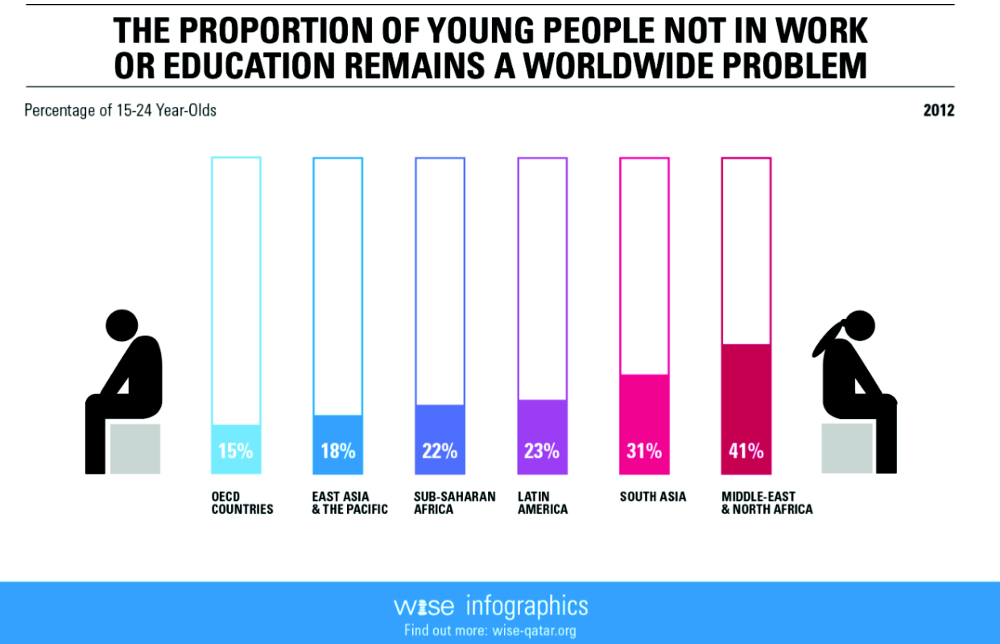 THE PROPORTION OF YOUNG PEOPLE NOT IN WORK
OR EDUCATION REMAINS A WORLDWIDE PROBLEM
Percentage of 15-24 Year-Olds
2012
15%
18%
22%
23%
31%
41%
OECD
COUNTRIES
EAST ASIA
& THE PACIFIC
SUB-SAHARAN
AFRICA
LATIN
AMERICA
SOUTH ASIA
MIDDLE-EAST
& NORTH AFRICA
wise infographics
Find out more: wise-qatar.org